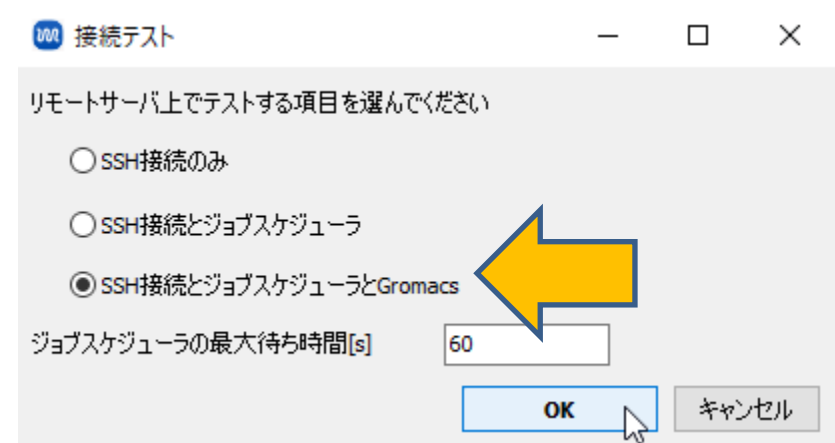 接続テスト
リモートサーバ上でテストする項目を選んでください
SSH接続のみ
SSH接続とジョブスケジューラ
SSH接続とジョブスケジューラとGromacs
ジョブスケジューラの最大待ち時間[s] 60
OK キャンセル